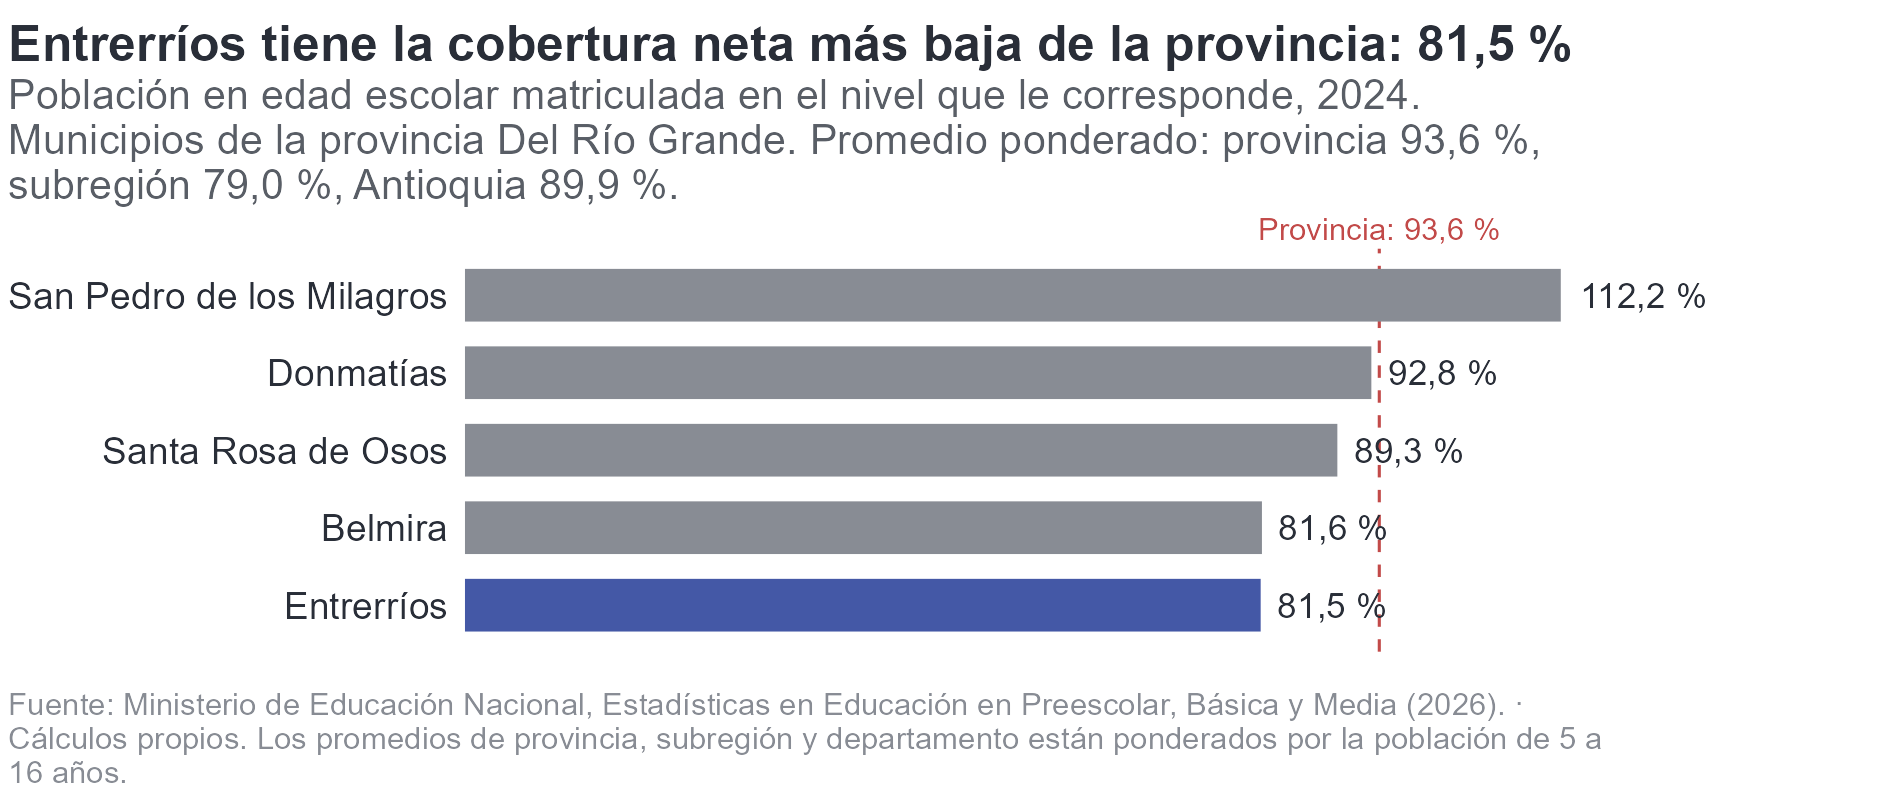 Entrerríos tiene la cobertura neta más baja de la provincia: 81,5 %
Población en edad escolar matriculada en el nivel que le corresponde, 2024.
Municipios de la provincia Del Río Grande. Promedio ponderado: provincia 93,6 %,
subregión 79,0 %, Antioquia 89,9 %.
Provincia: 93,6 %
San Pedro de los Milagros 112,2 %
Donmatías 92,8 %
Santa Rosa de Osos 89,3 %
Belmira 81,6 %
Entrerríos 81,5 %
Fuente: Ministerio de Educación Nacional, Estadísticas en Educación en Preescolar, Básica y Media (2026). ·
Cálculos propios. Los promedios de provincia, subregión y departamento están ponderados por la población de 5 a
16 años.